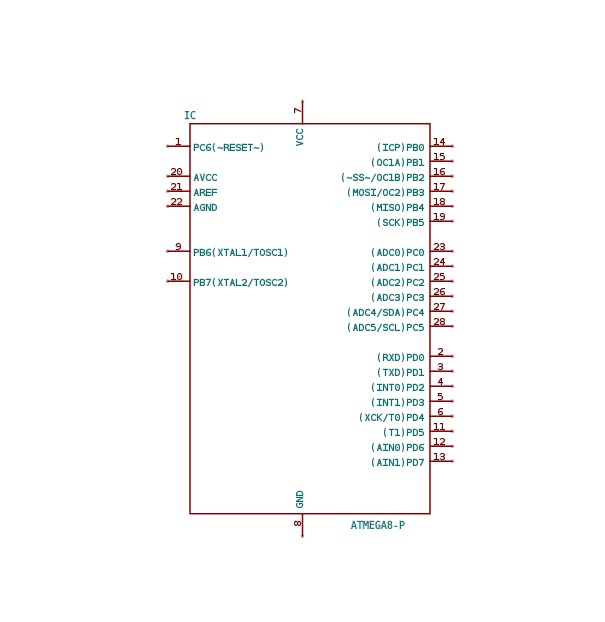 7
IC
VCC
1 PC6(~RESET~)
20 AVCC
21 AREF
22 AGND
9 PB6(XTAL1/TOSC1)
10 PB7(XTAL2/TOSC2)
(ICP)PB0 14
(OC1A)PB1 15
(~SS~/OC1B)PB2 16
(MOSI/OC2)PB3 17
(MISO)PB4 18
(SCK)PB5 19
(ADC0)PC0 23
(ADC1)PC1 24
(ADC2)PC2 25
(ADC3)PC3 26
(ADC4/SDA)PC4 27
(ADC5/SCL)PC5 28
(RXD)PD0 2
(TXD)PD1 3
(INT0)PD2 4
(INT1)PD3 5
(XCK/T0)PD4 6
(T1)PD5 11
(AIN0)PD6 12
(AIN1)PD7 13
GND
8
ATMEGA8-P